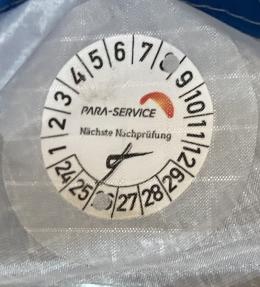 1 2 3 4 5 6 7 9 10 11 12
PARA-SERVICE
Nächste Nachprüfung
24 25 27 28 29